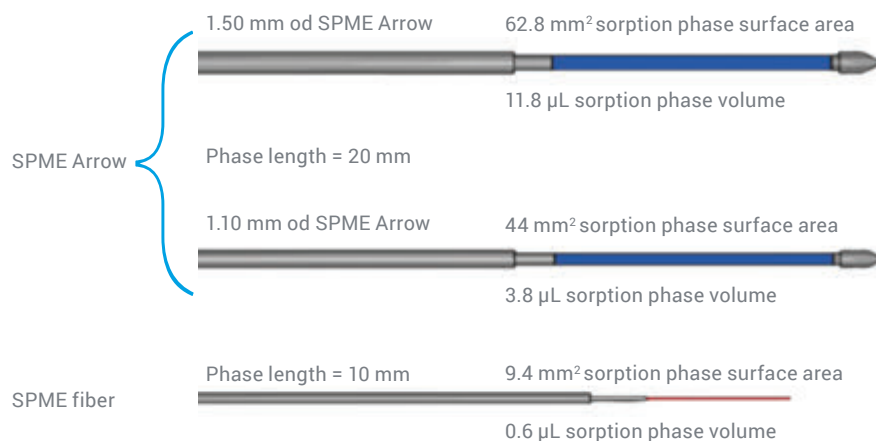 1.50 mm od SPME Arrow
62.8 mm² sorption phase surface area
11.8 µL sorption phase volume
SPME Arrow
Phase length = 20 mm
1.10 mm od SPME Arrow
44 mm² sorption phase surface area
3.8 µL sorption phase volume
Phase length = 10 mm
9.4 mm² sorption phase surface area
SPME fiber
0.6 µL sorption phase volume